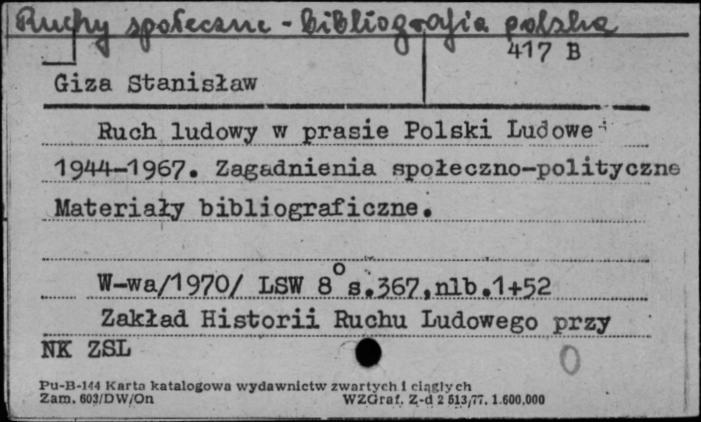 Ruchy społeczne - bibliografia polska
417 B
Giza Stanisław
Ruch ludowy w prasie Polski Ludowe
1944-1967. Zagadnienia społeczno-polityczne
Materiały bibliograficzne.
W-wa/1970/ LSW 8° s.367,nlb.1+52
Zakład Historii Ruchu Ludowego przy
NK ZSL
0
Pu-B-144 Karta katalogowa wydawnictw zwartych i ciągłych
Zam. 603/DW/On WZGraf. Z-d 2 513/77. 1.600.000